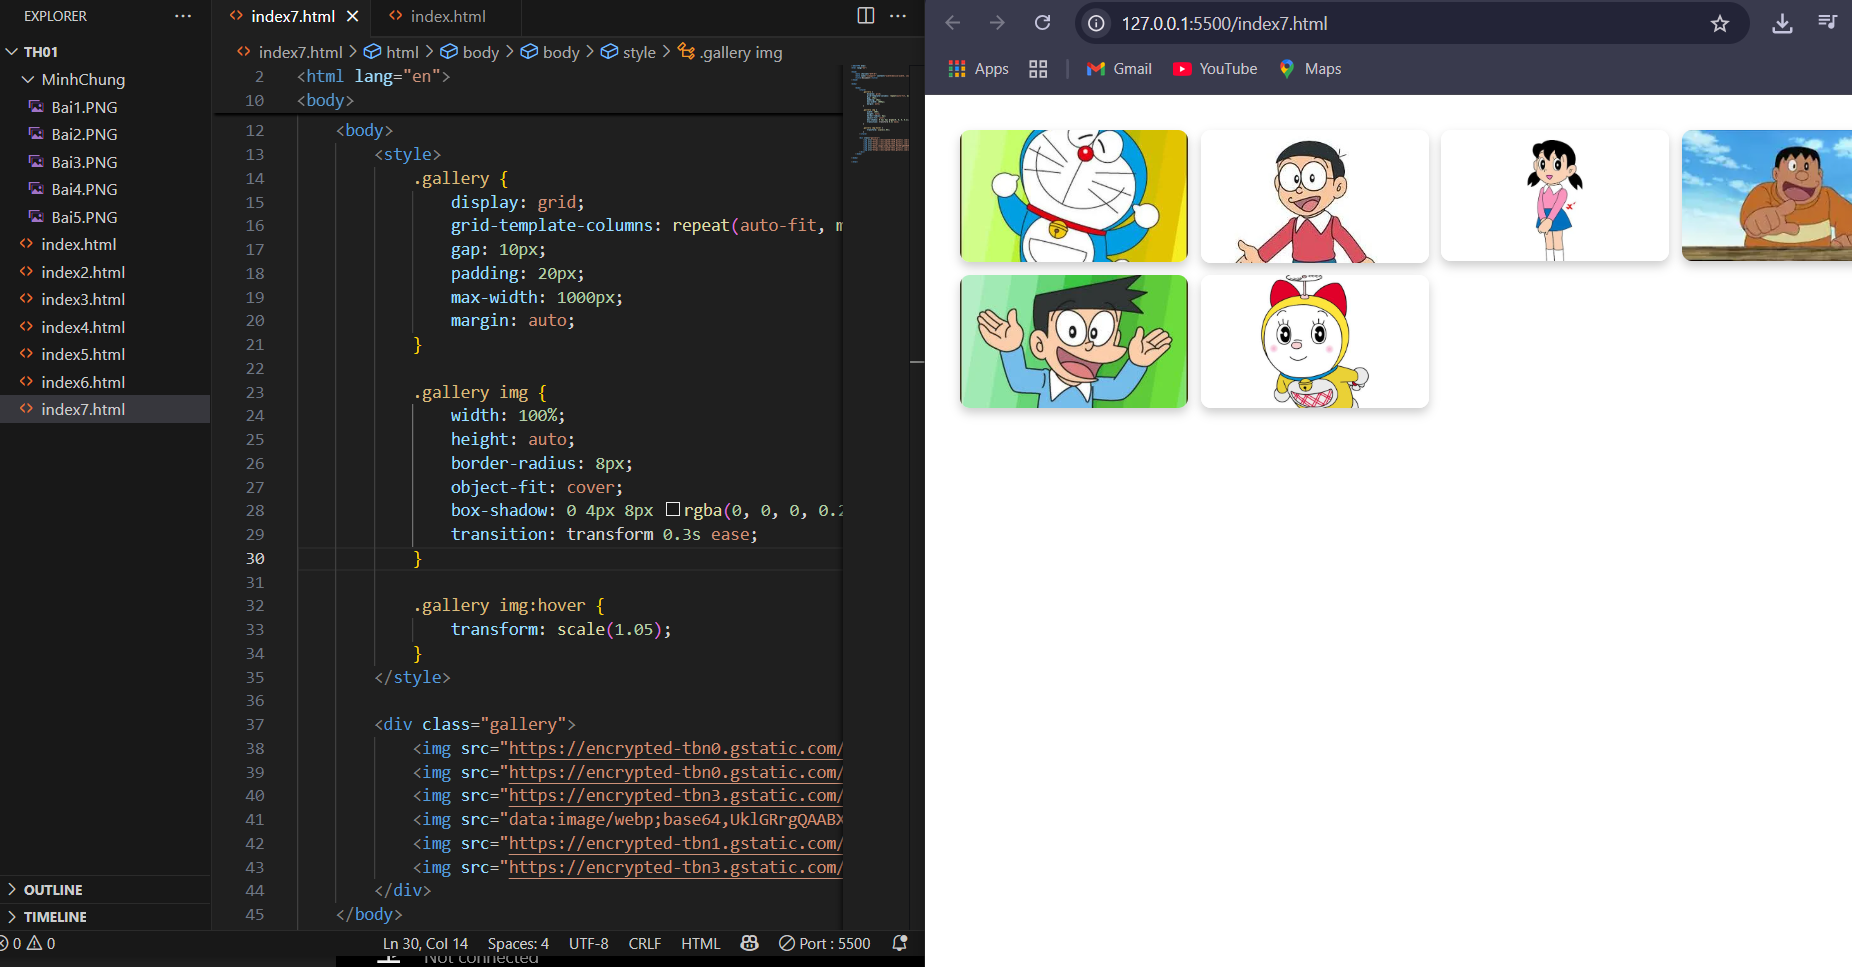 EXPLORER
TH01
MinhChung
Bai1.PNG
Bai2.PNG
Bai3.PNG
Bai4.PNG
Bai5.PNG
index.html
index2.html
index3.html
index4.html
index5.html
index6.html
index7.html
OUTLINE
TIMELINE
index7.html
index.html
index7.html > html > body > body > style > .gallery img
2 <html lang="en">
10 <body>
12 <body>
13 <style>
14 .gallery {
15 display: grid;
16 grid-template-columns: repeat(auto-fit, m
17 gap: 10px;
18 padding: 20px;
19 max-width: 1000px;
20 margin: auto;
21 }
22
23 .gallery img {
24 width: 100%;
25 height: auto;
26 border-radius: 8px;
27 object-fit: cover;
28 box-shadow: 0 4px 8px rgba(0, 0, 0, 0.2
29 transition: transform 0.3s ease;
30 }
31
32 .gallery img:hover {
33 transform: scale(1.05);
34 }
35 </style>
36
37 <div class="gallery">
38 <img src="https://encrypted-tbn0.gstatic.com/
39 <img src="https://encrypted-tbn0.gstatic.com/
40 <img src="https://encrypted-tbn3.gstatic.com/
41 <img src="data:image/webp;base64,UklGRrgQAABX
42 <img src="https://encrypted-tbn1.gstatic.com/
43 <img src="https://encrypted-tbn3.gstatic.com/
44 </div>
45 </body>
0 0 Ln 30, Col 14 Spaces: 4 UTF-8 CRLF HTML Port : 5500
Not connected
127.0.0.1:5500/index7.html
Apps Gmail YouTube Maps